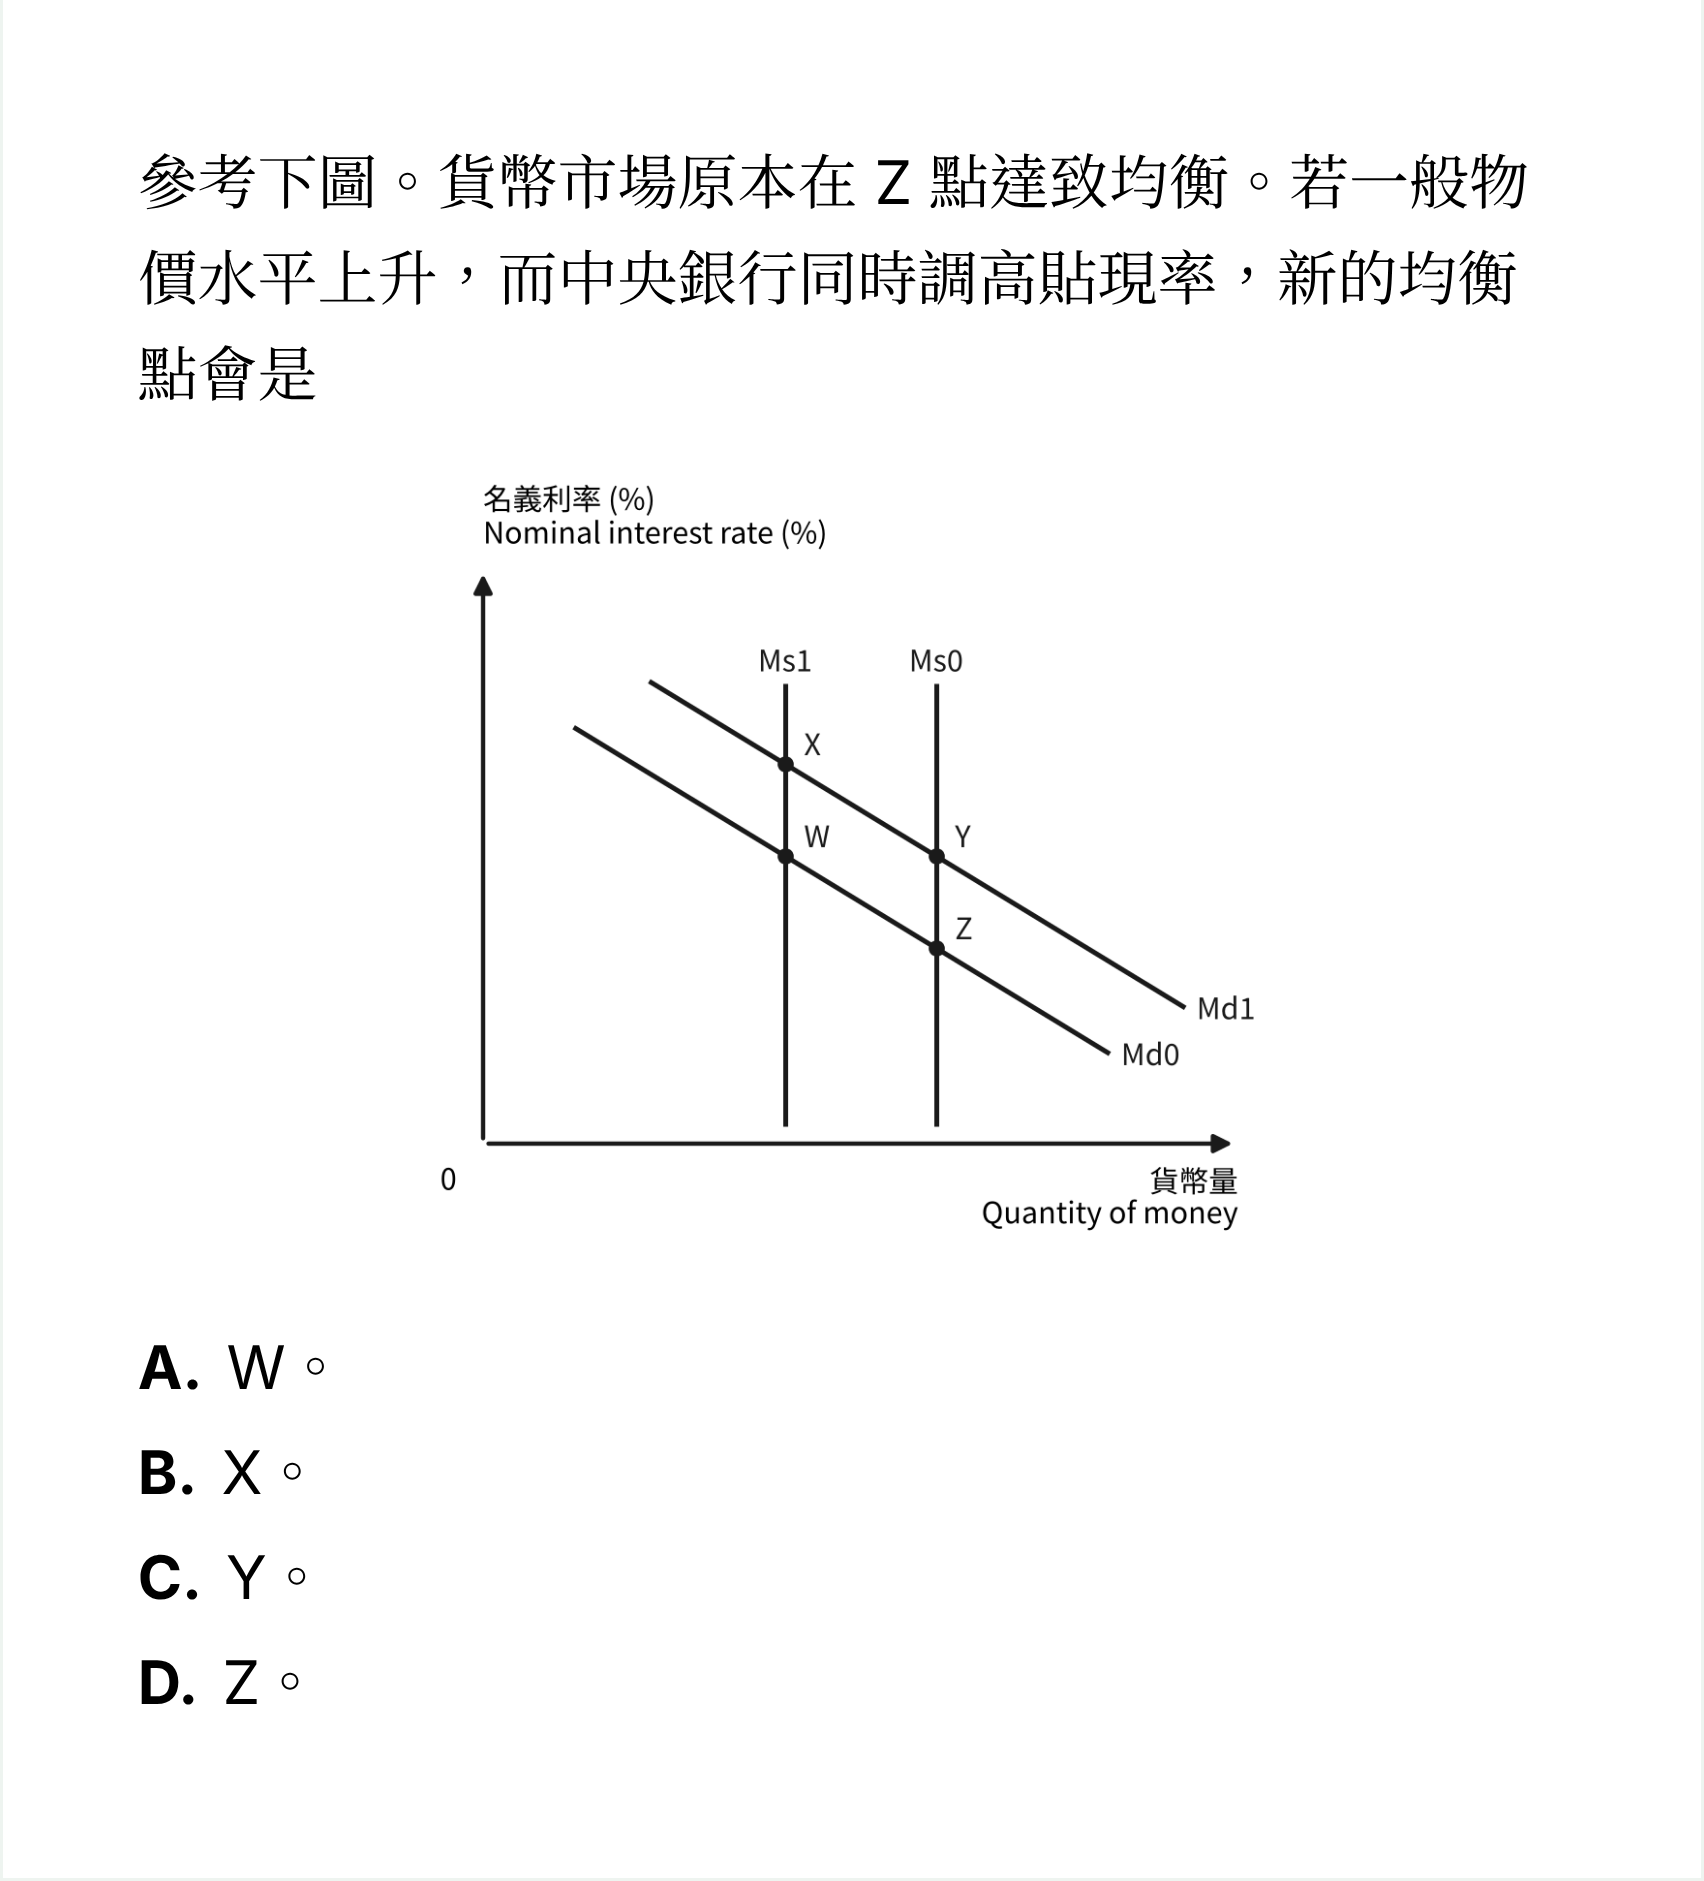 參考下圖。貨幣市場原本在 Z 點達致均衡。若一般物
價水平上升，而中央銀行同時調高貼現率，新的均衡
點會是
名義利率 (%)
Nominal interest rate (%)
Ms1 Ms0
X
W Y
Z
Md1
Md0
0
貨幣量
Quantity of money
A. W。
B. X。
C. Y。
D. Z。